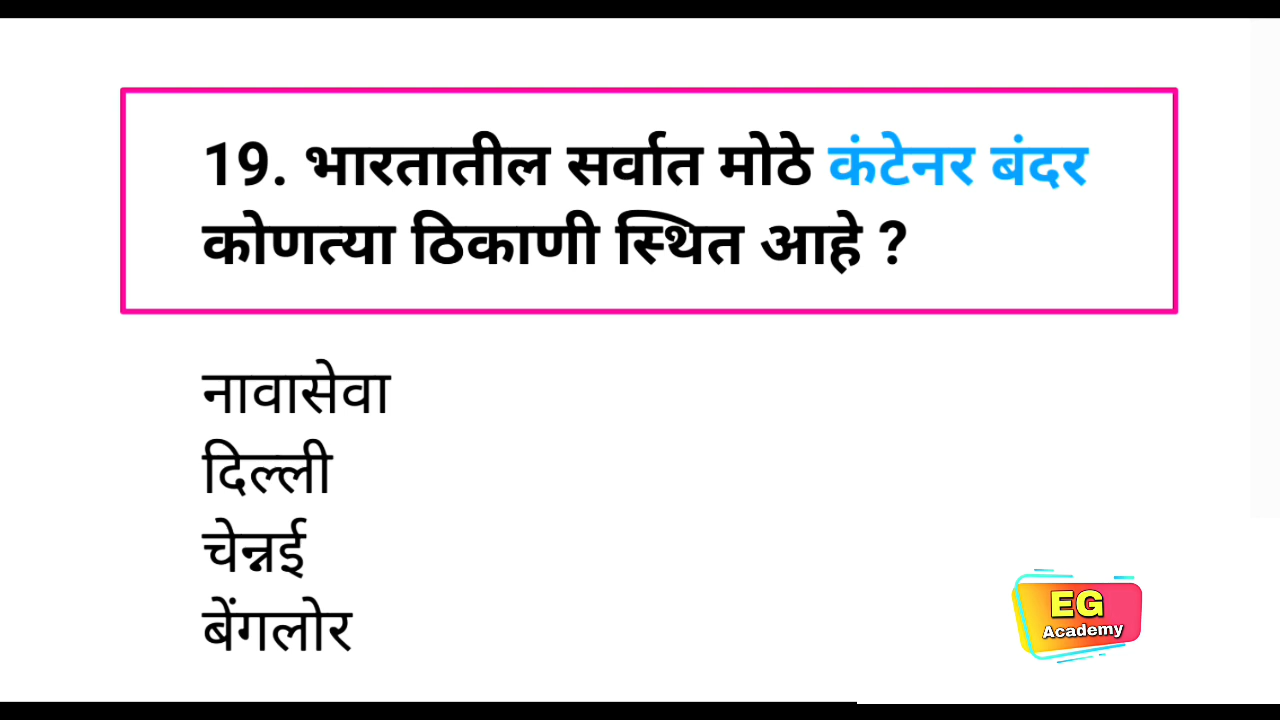 19. भारतातील सर्वात मोठे कंटेनर बंदर
कोणत्या ठिकाणी स्थित आहे ?
नावासेवा
दिल्ली
चेन्नई
बेंगलोर
EG
Academy